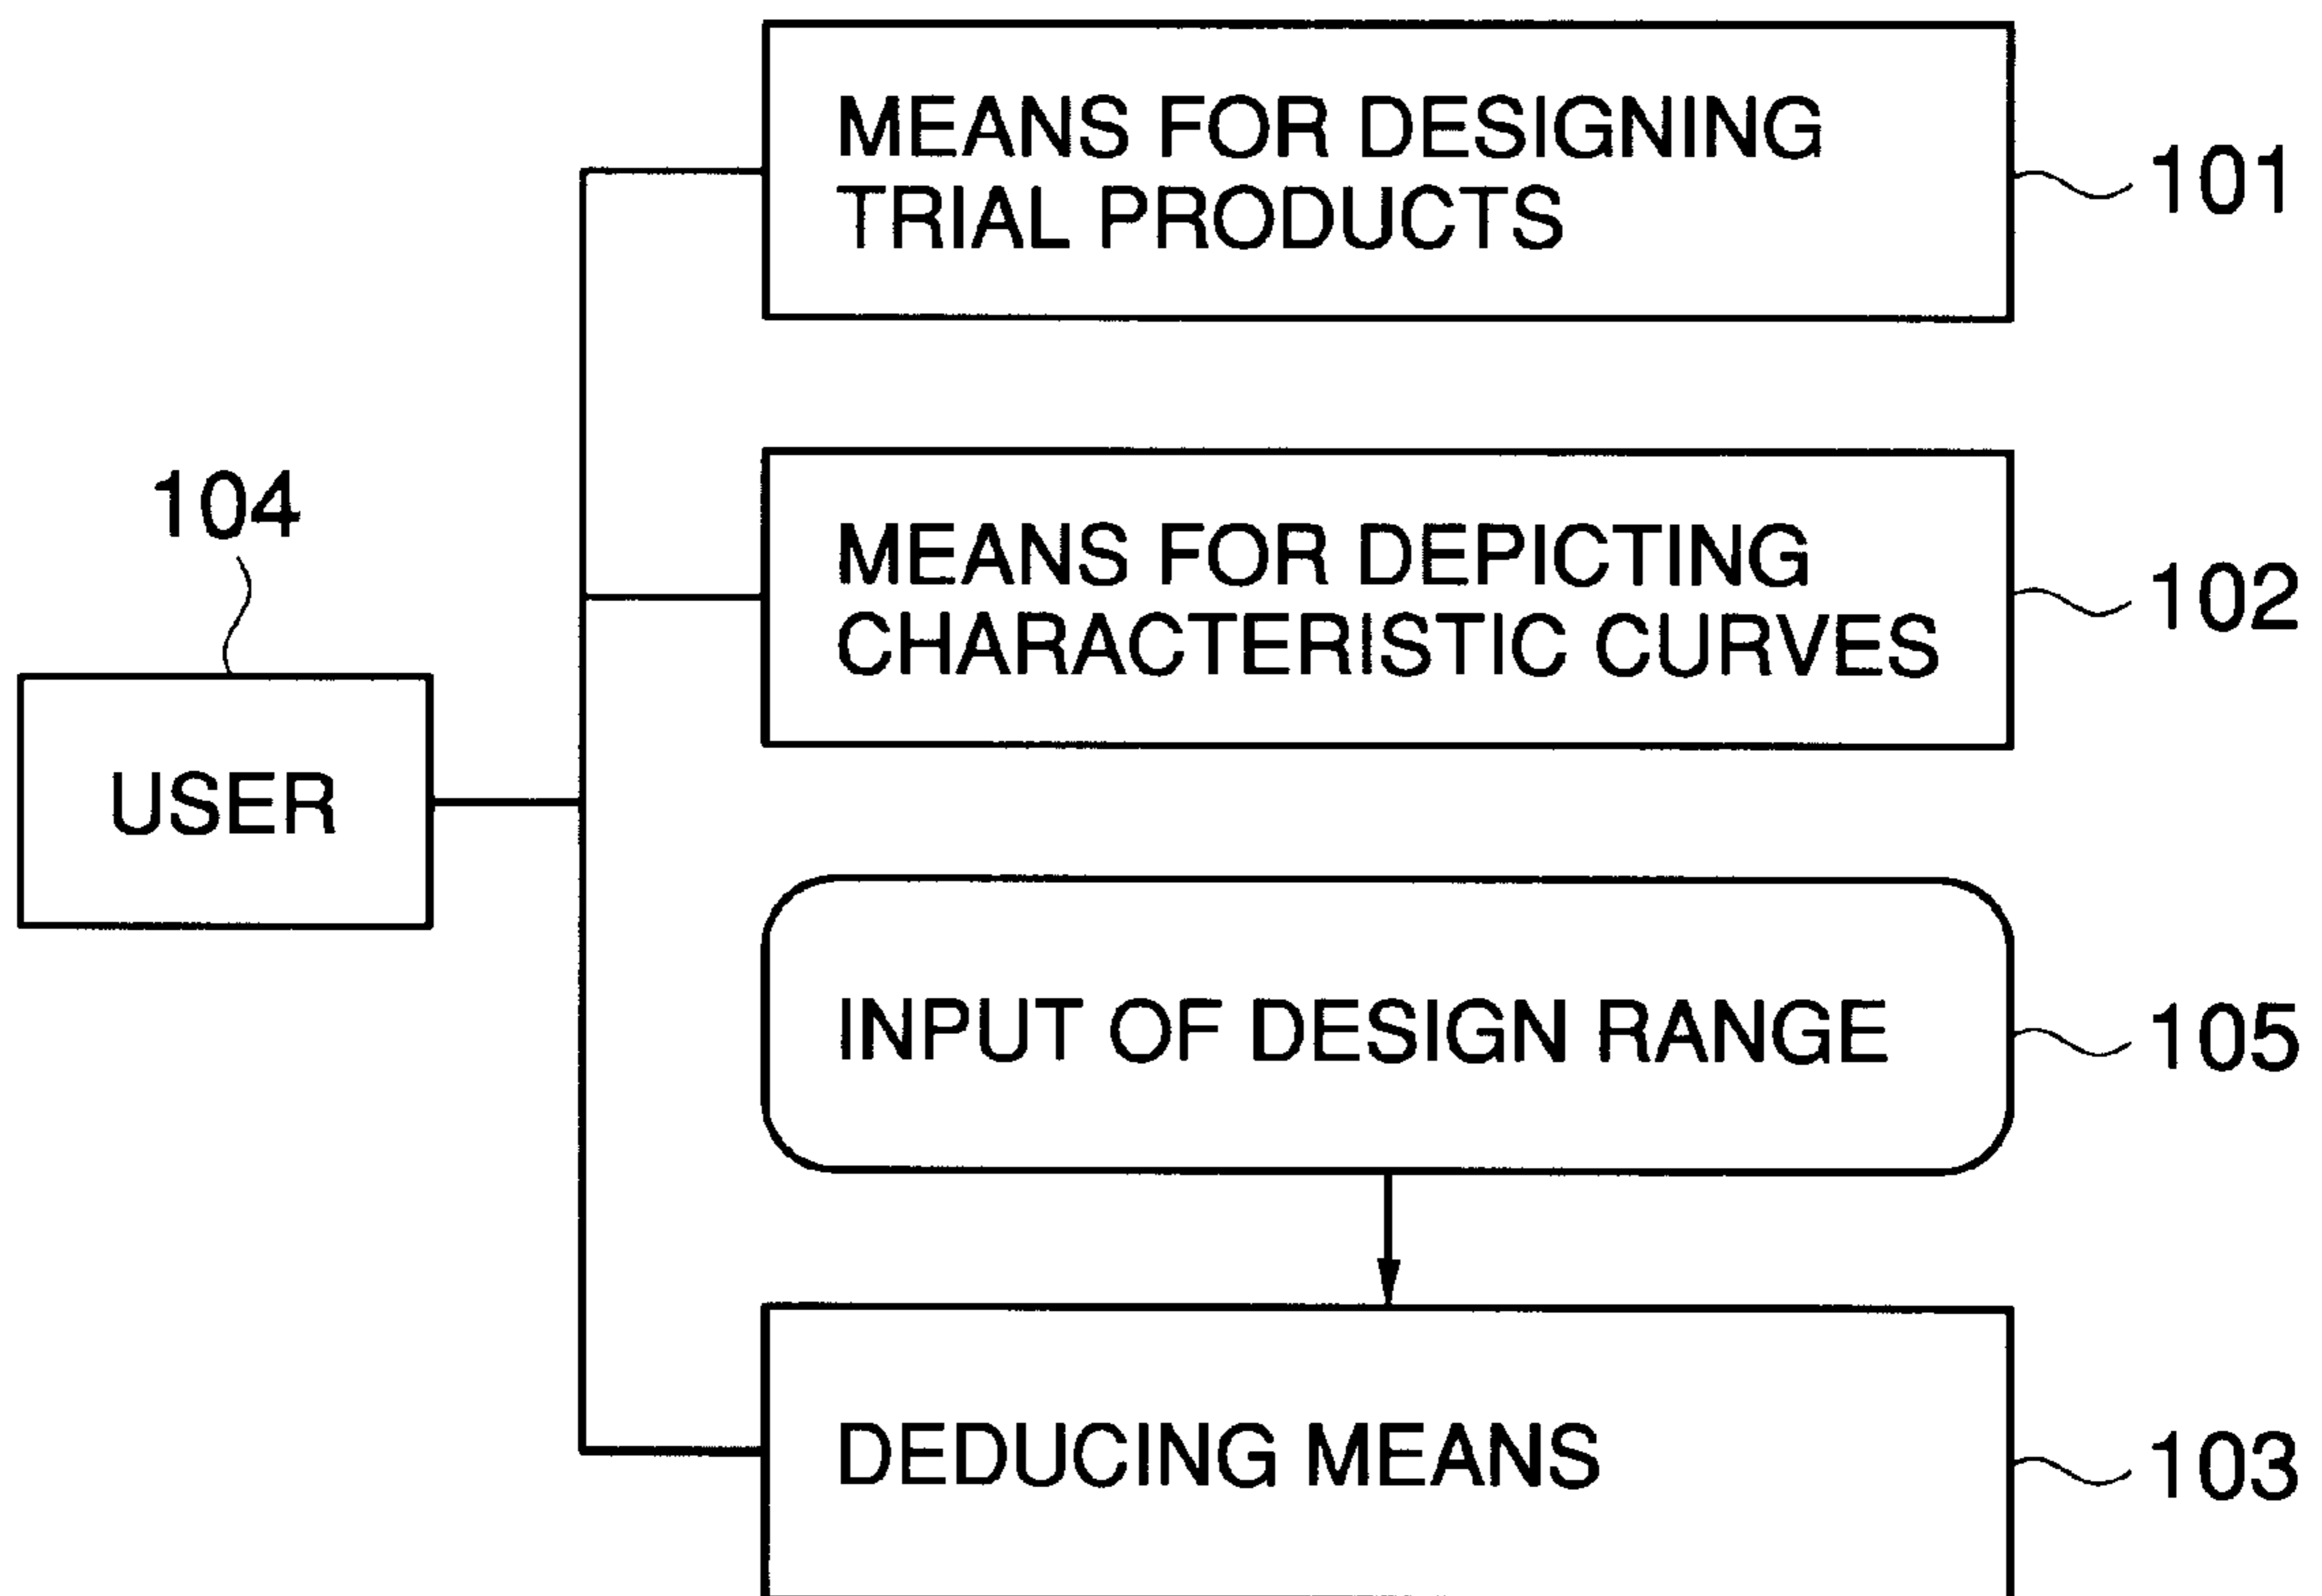 MEANS FOR DESIGNING
TRIAL PRODUCTS
101
104
MEANS FOR DEPICTING
CHARACTERISTIC CURVES
102
USER
INPUT OF DESIGN RANGE
105
DEDUCING MEANS
103